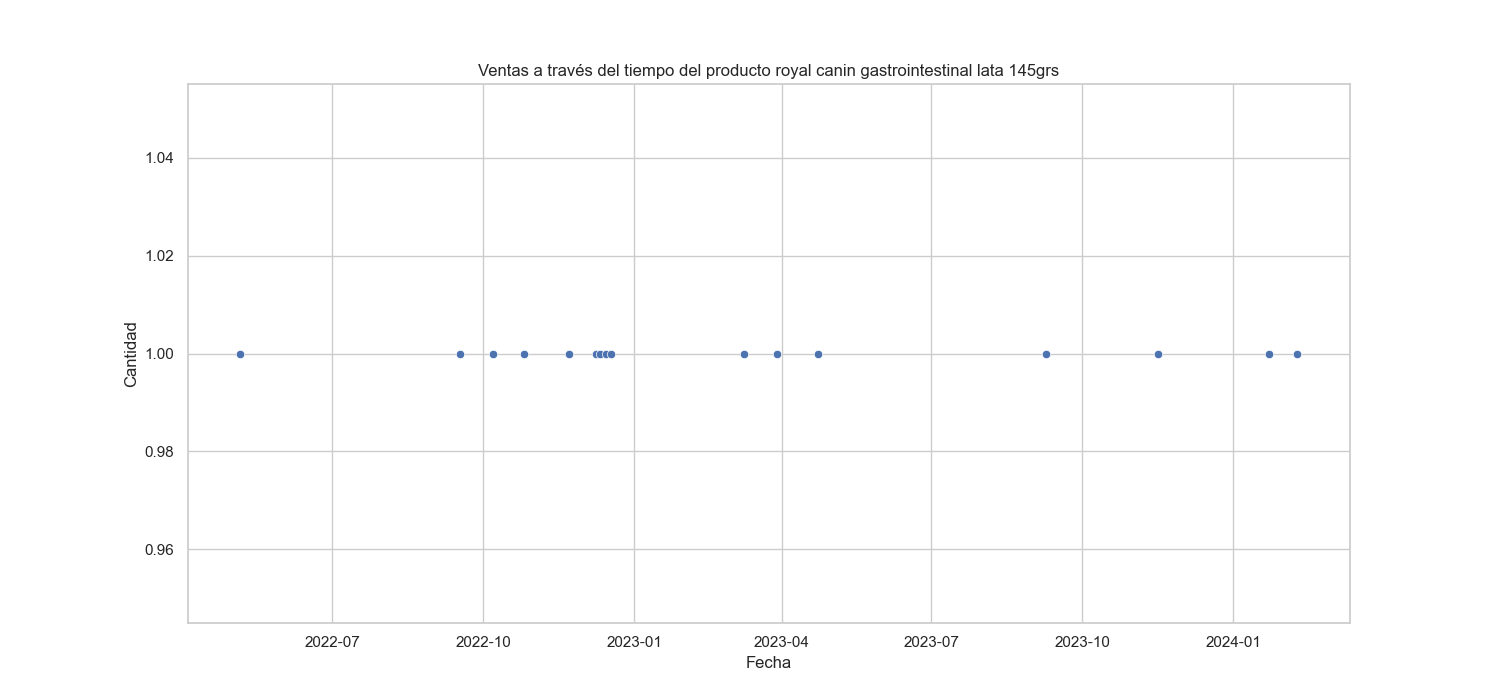 Ventas a través del tiempo del producto royal canin gastrointestinal lata 145grs
1.04
1.02
1.00
0.98
0.96
Cantidad
2022-07 2022-10 2023-01 2023-04 2023-07 2023-10 2024-01
Fecha